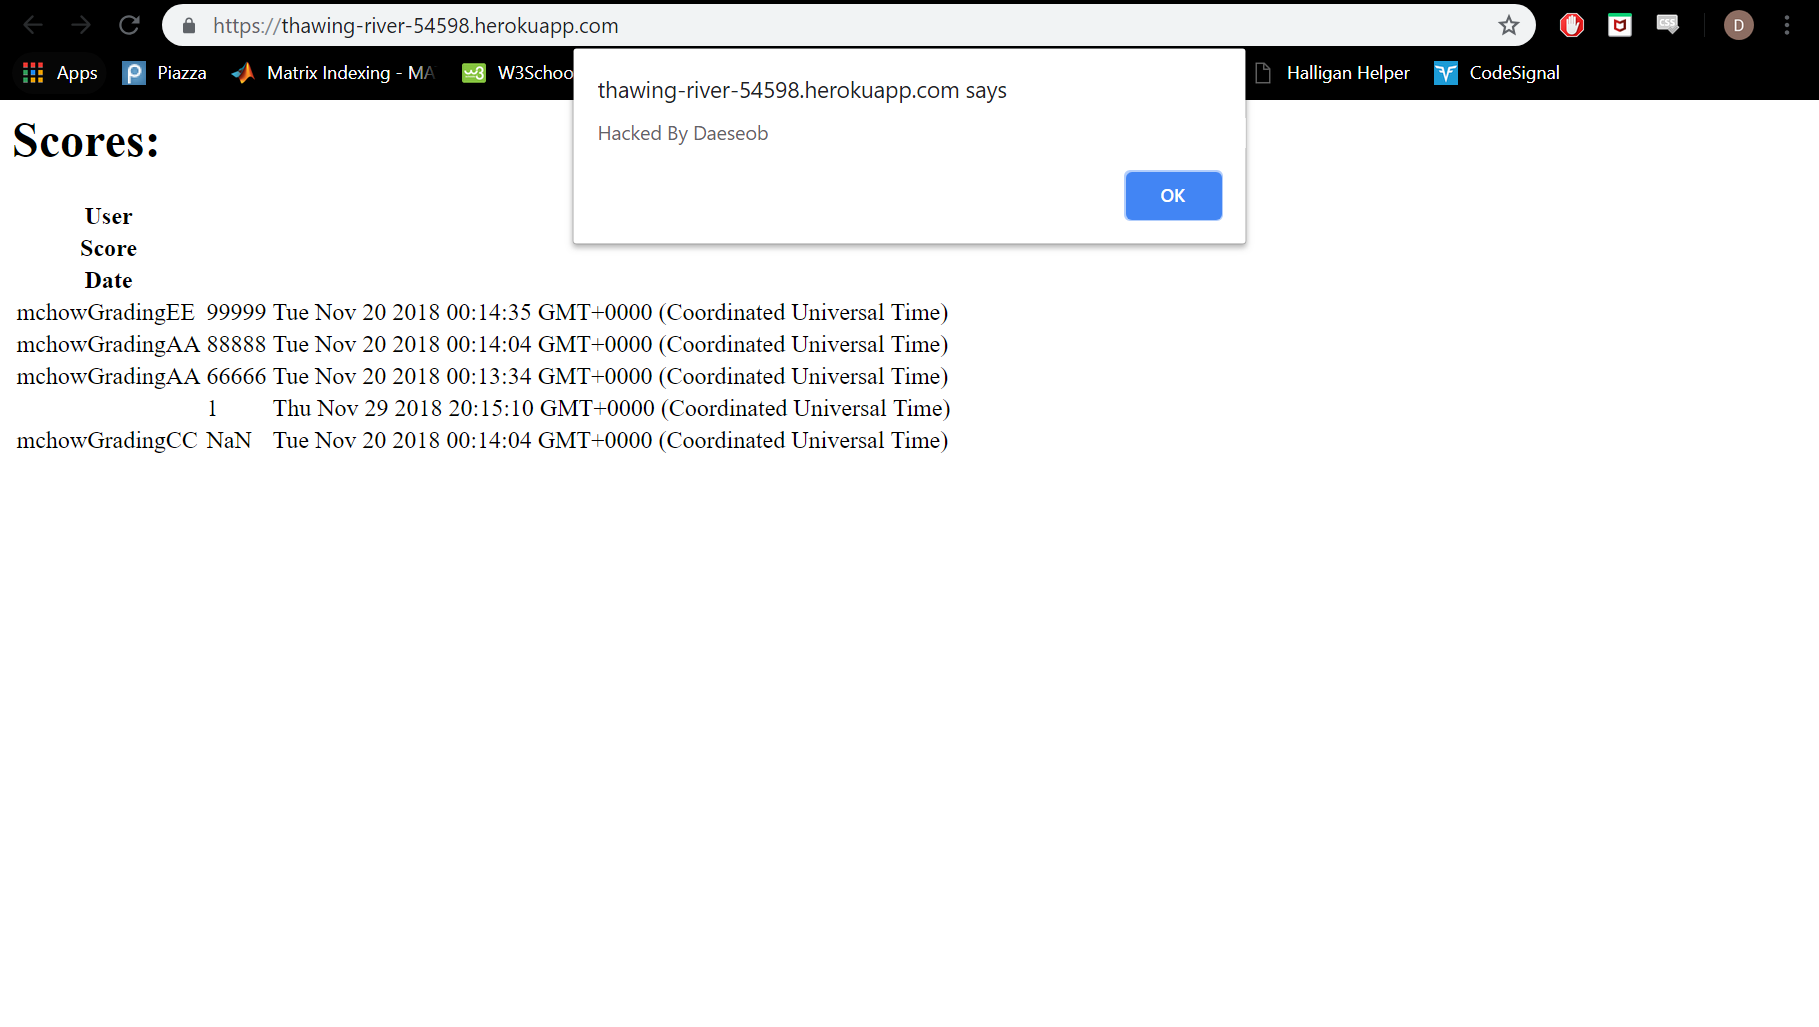 https://thawing-river-54598.herokuapp.com
D
Apps Piazza Matrix Indexing - MA W3Schoo Halligan Helper CodeSignal
thawing-river-54598.herokuapp.com says
Hacked By Daeseob
OK
Scores:
User
Score
Date
mchowGradingEE 99999 Tue Nov 20 2018 00:14:35 GMT+0000 (Coordinated Universal Time)
mchowGradingAA 88888 Tue Nov 20 2018 00:14:04 GMT+0000 (Coordinated Universal Time)
mchowGradingAA 66666 Tue Nov 20 2018 00:13:34 GMT+0000 (Coordinated Universal Time)
1 Thu Nov 29 2018 20:15:10 GMT+0000 (Coordinated Universal Time)
mchowGradingCC NaN Tue Nov 20 2018 00:14:04 GMT+0000 (Coordinated Universal Time)